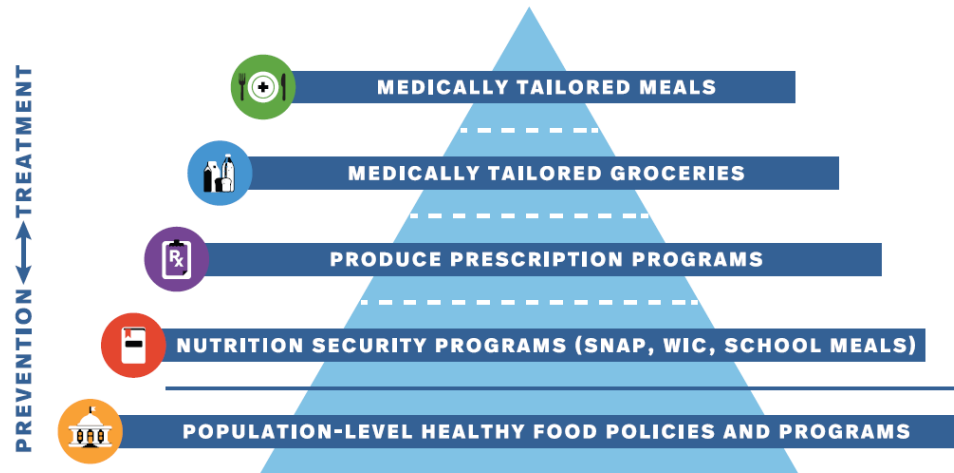 MEDICALLY TAILORED MEALS
MEDICALLY TAILORED GROCERIES
PRODUCE PRESCRIPTION PROGRAMS
NUTRITION SECURITY PROGRAMS (SNAP, WIC, SCHOOL MEALS)
POPULATION-LEVEL HEALTHY FOOD POLICIES AND PROGRAMS
PREVENTION ↔ TREATMENT
Rx